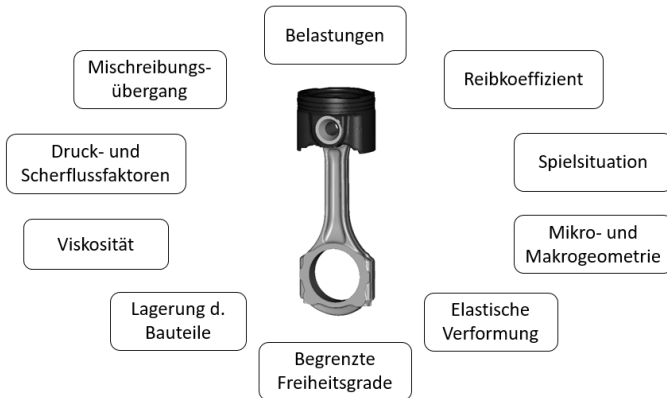 Belastungen
Mischreibungs-
übergang
Reibkoeffizient
Druck- und
Scherflussfaktoren
Spielsituation
Viskosität
Mikro- und
Makrogeometrie
Lagerung d.
Bauteile
Elastische
Verformung
Begrenzte
Freiheitsgrade